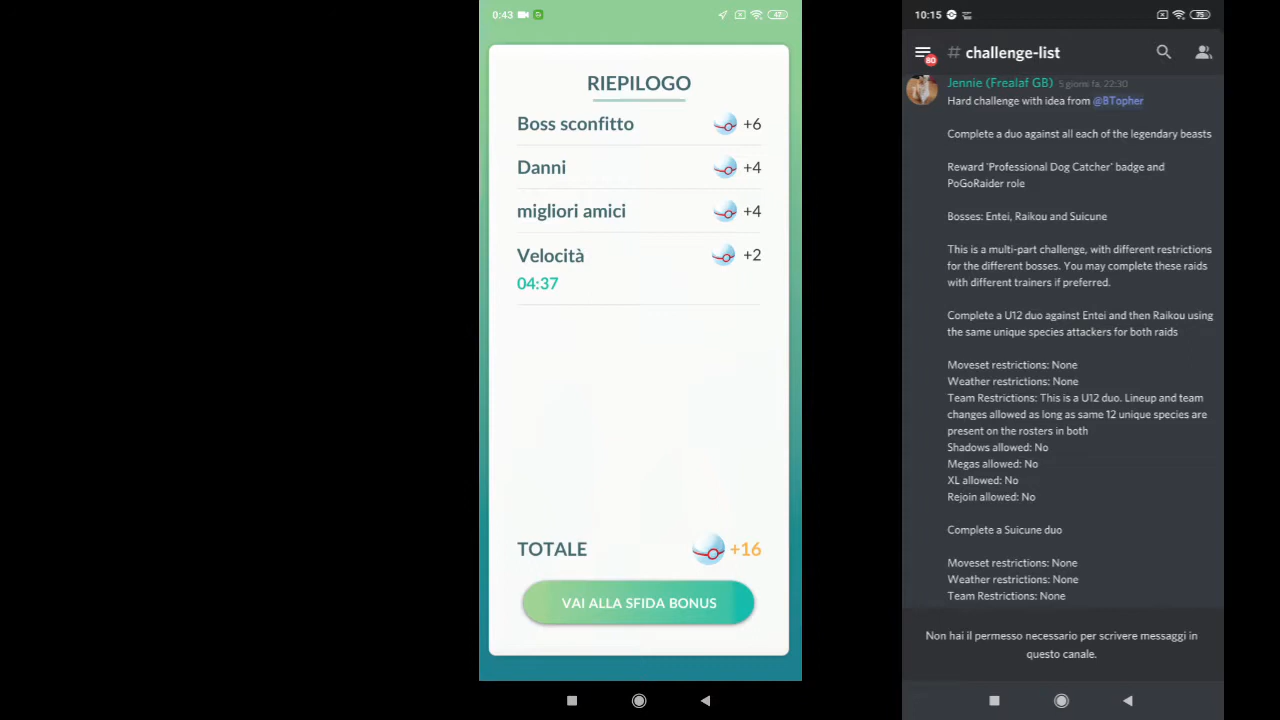 0:43
47
RIEPILOGO
Boss sconfitto +6
Danni +4
migliori amici +4
Velocità +2
04:37
TOTALE +16
VAI ALLA SFIDA BONUS
10:15
75
80
# challenge-list
Jennie (Frealaf GB) 5 giorni fa, 22:30
Hard challenge with idea from @BTopher
Complete a duo against all each of the legendary beasts
Reward 'Professional Dog Catcher' badge and
PoGoRaider role
Bosses: Entei, Raikou and Suicune
This is a multi-part challenge, with different restrictions
for the different bosses. You may complete these raids
with different trainers if preferred.
Complete a U12 duo against Entei and then Raikou using
the same unique species attackers for both raids
Moveset restrictions: None
Weather restrictions: None
Team Restrictions: This is a U12 duo. Lineup and team
changes allowed as long as same 12 unique species are
present on the rosters in both
Shadows allowed: No
Megas allowed: No
XL allowed: No
Rejoin allowed: No
Complete a Suicune duo
Moveset restrictions: None
Weather restrictions: None
Team Restrictions: None
Non hai il permesso necessario per scrivere messaggi in
questo canale.